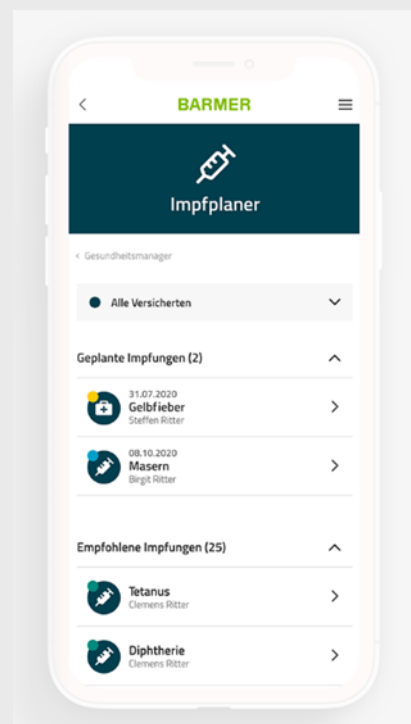 BARMER
Impfplaner
< Gesundheitsmanager
Alle Versicherten
Geplante Impfungen (2)
31.07.2020
Gelbfieber
Steffen Ritter
08.10.2020
Masern
Birgit Ritter
Empfohlene Impfungen (25)
Tetanus
Clemens Ritter
Diphtherie
Clemens Ritter